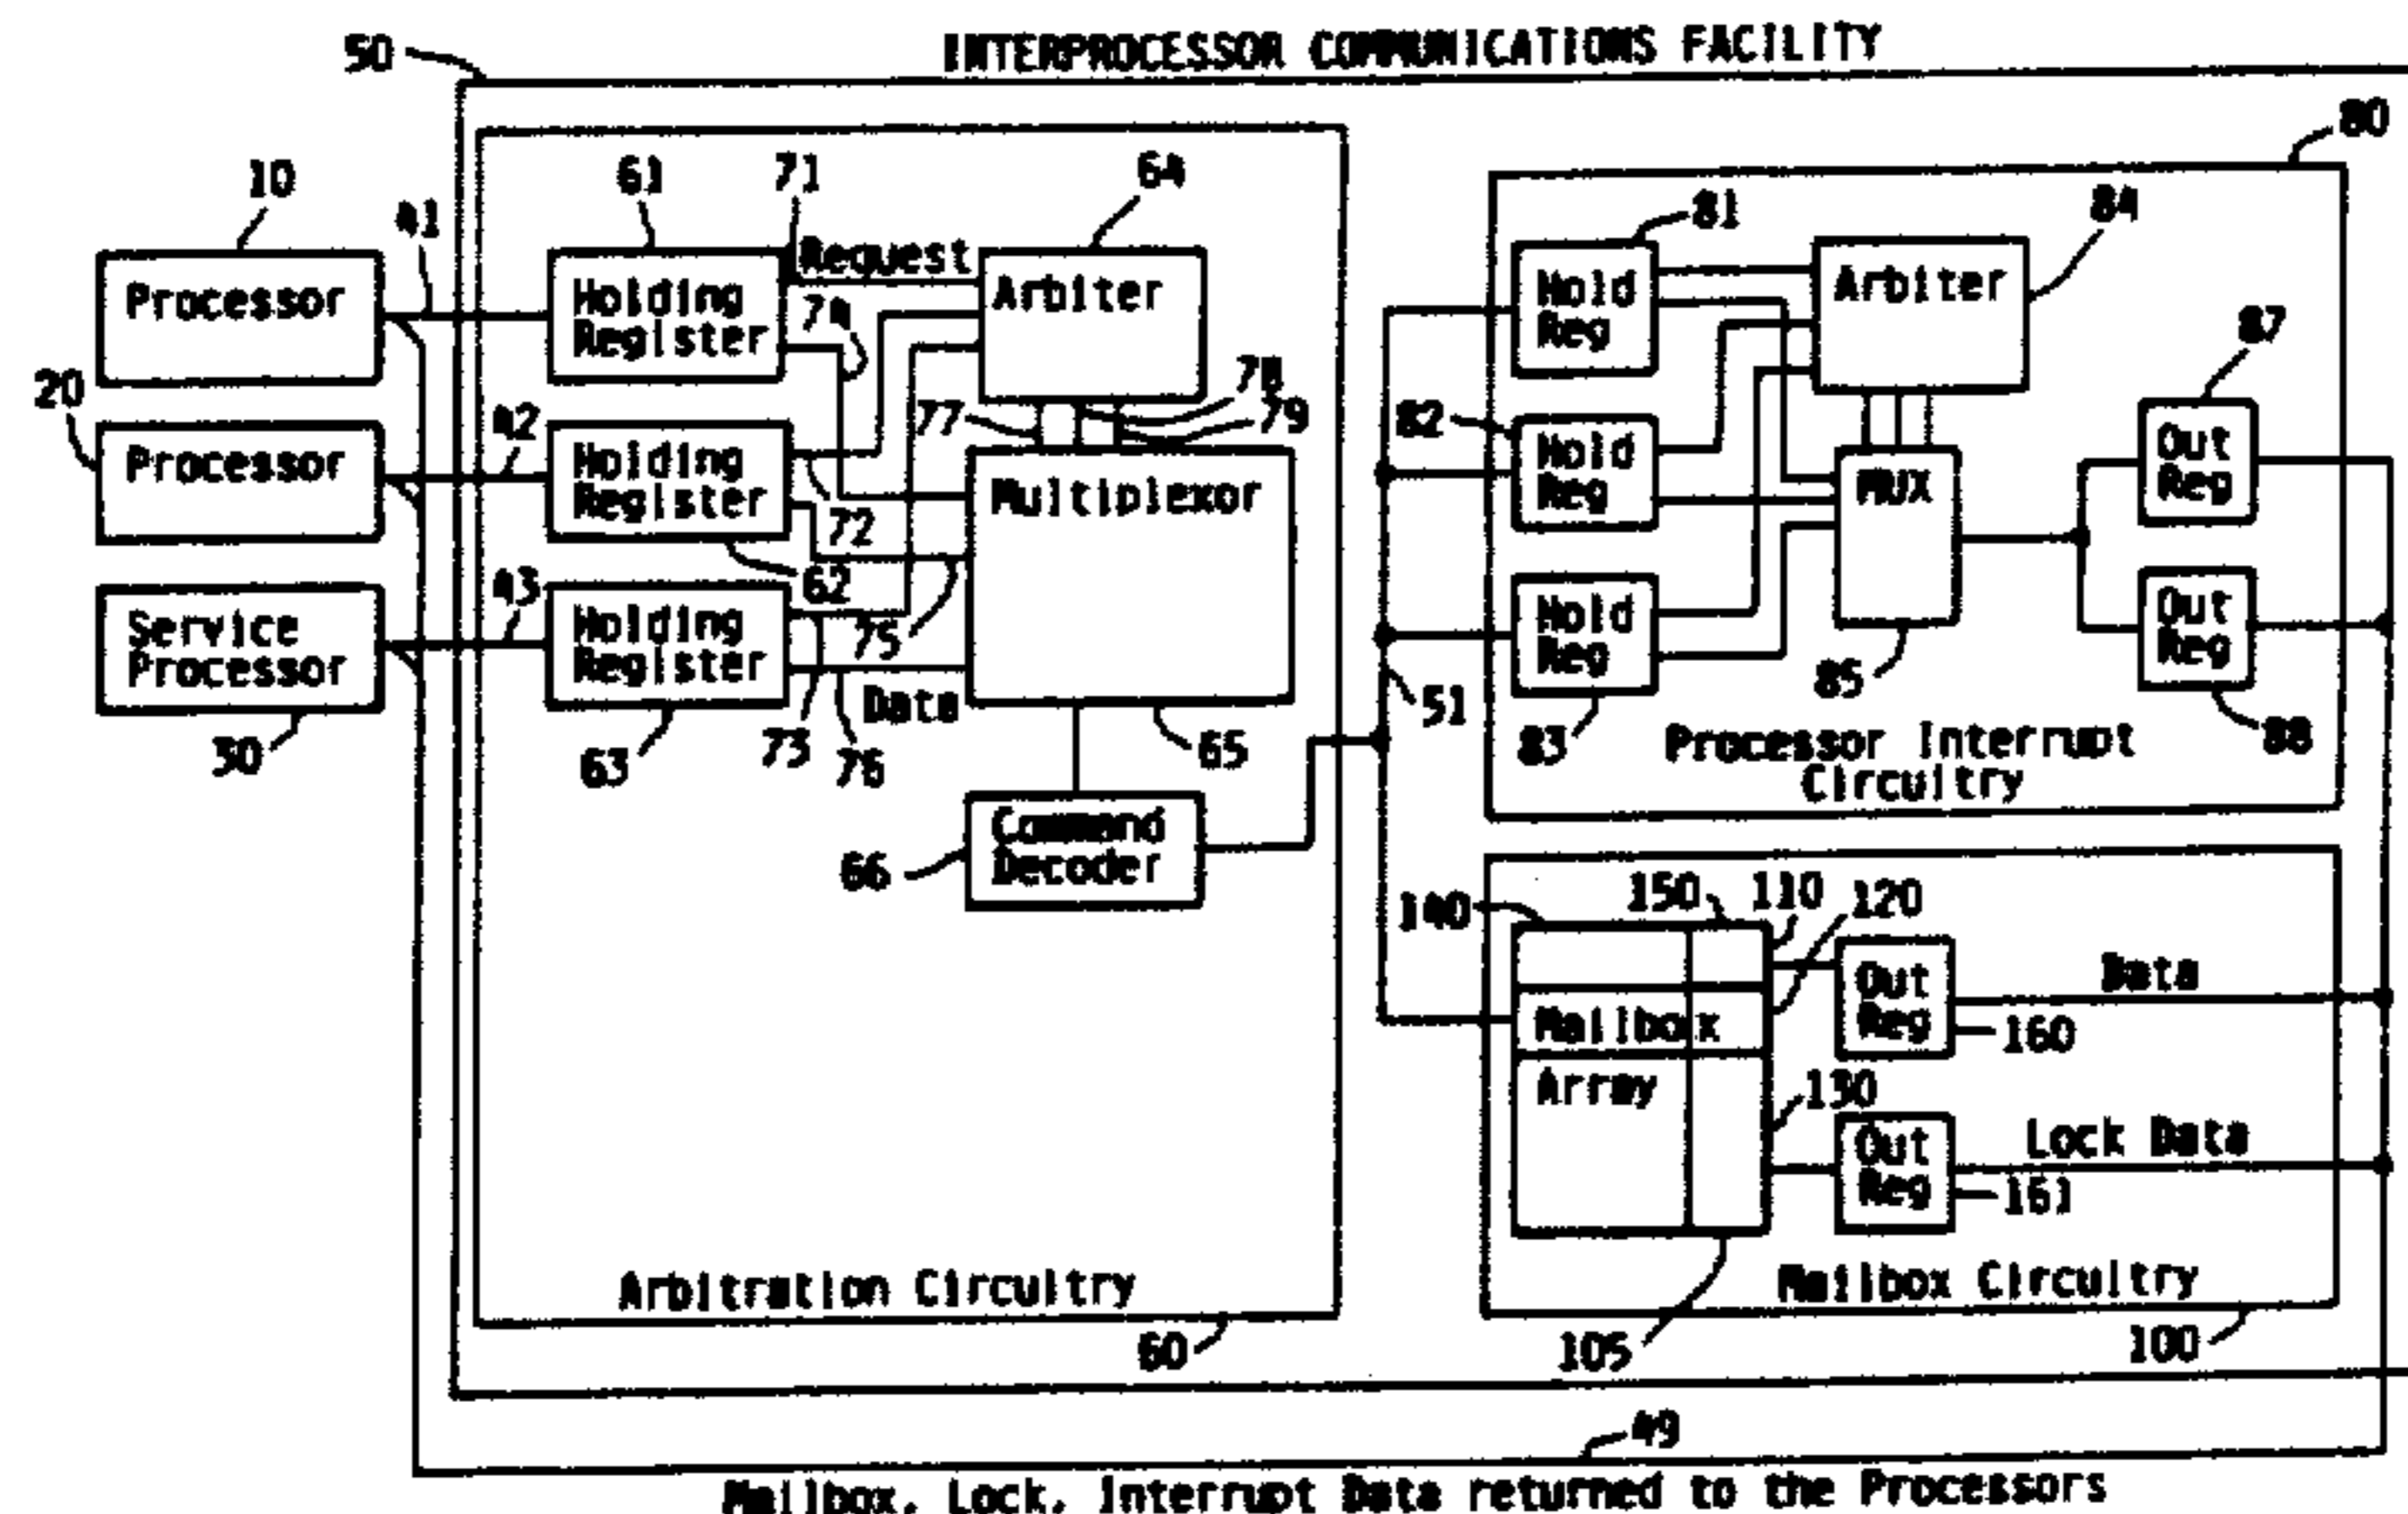 INTERPROCESSOR COMMUNICATIONS FACILITY
50
80
10
41
61
71
64
81
84
Processor
Holding
Register
Request
74
Arbiter
Hold
Reg
Arbiter
87
20
42
77
78
79
82
Processor
Holding
Register
72
Multiplexor
Hold
Reg
MUX
Out
Reg
43
62
75
Service
Processor
Holding
Register
Data
Hold
Reg
Out
Reg
30
63
73
76
65
51
83
85
88
Processor Interrupt
Circuitry
66
Command
Decoder
140
150
110
120
Mailbox
Array
Out
Reg
Data
160
130
Out
Reg
Lock Data
161
Arbitration Circuitry
Mailbox Circuitry
60
105
100
49
Mailbox, Lock, Interrupt Data returned to the Processors